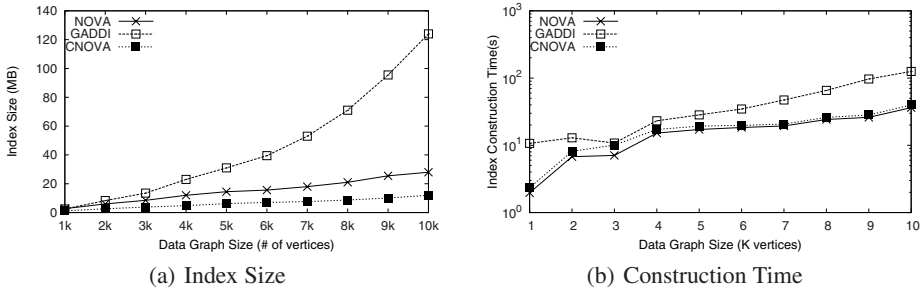 NOVA
GADDI
CNOVA
Index Size (MB)
140
120
100
80
60
40
20
0
1k 2k 3k 4k 5k 6k 7k 8k 9k 10k
Data Graph Size (# of vertices)
(a) Index Size
NOVA
GADDI
CNOVA
Index Construction Time(s)
10^3
10^2
10^1
10^0
1 2 3 4 5 6 7 8 9 10
Data Graph Size (K vertices)
(b) Construction Time